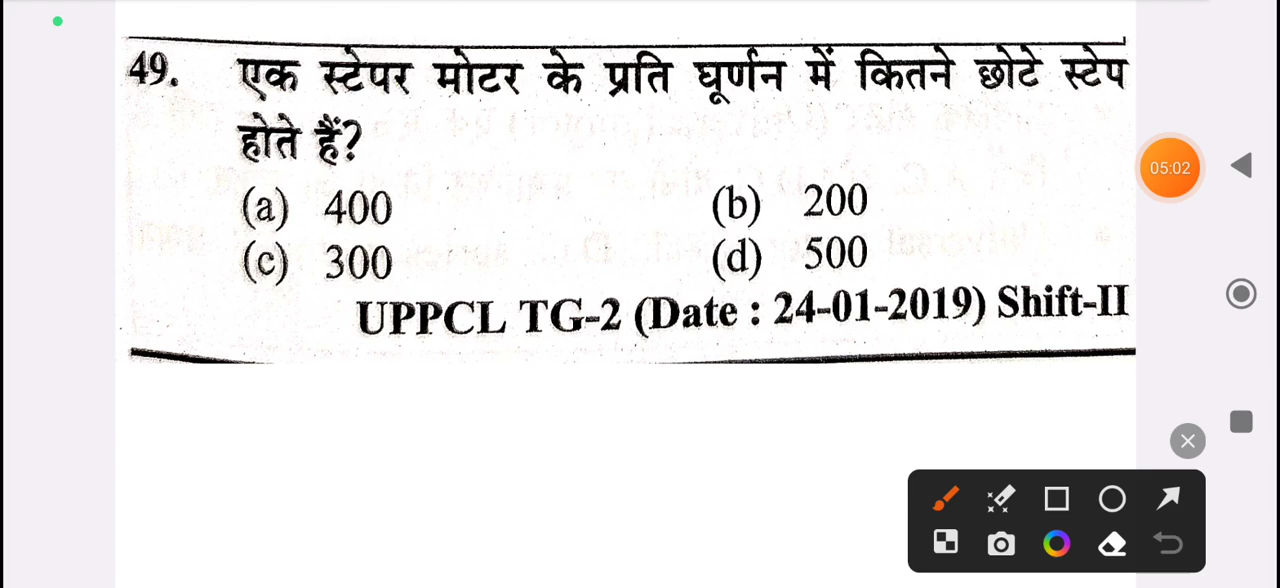 49. एक स्टेपर मोटर के प्रति घूर्णन में कितने छोटे स्टेप
होते हैं?
(a) 400 (b) 200
(c) 300 (d) 500
UPPCL TG-2 (Date : 24-01-2019) Shift-II
05:02